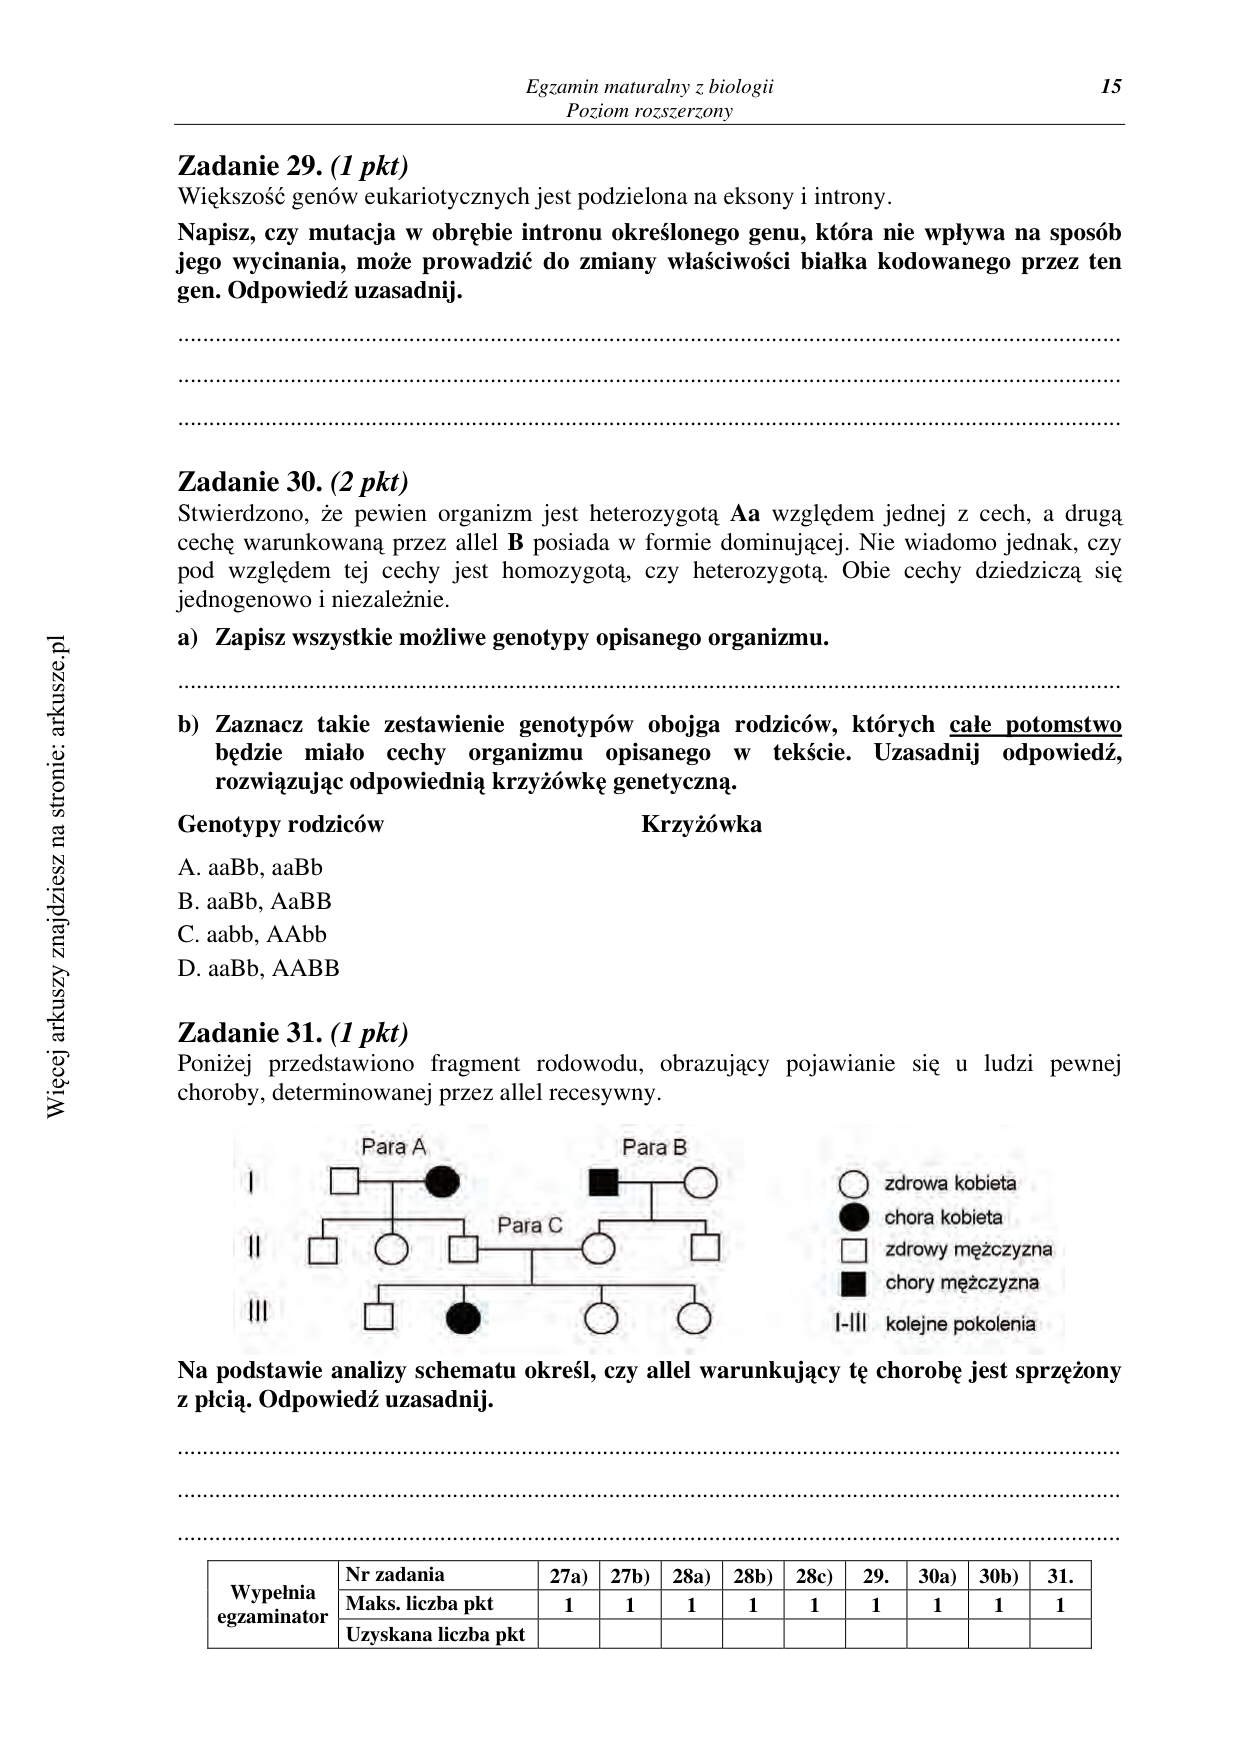 Egzamin maturalny z biologii 15
Poziom rozszerzony
Zadanie 29. (1 pkt)
Większość genów eukariotycznych jest podzielona na eksony i introny.
Napisz, czy mutacja w obrębie intronu określonego genu, która nie wpływa na sposób
jego wycinania, może prowadzić do zmiany właściwości białka kodowanego przez ten
gen. Odpowiedź uzasadnij.
Zadanie 30. (2 pkt)
Stwierdzono, że pewien organizm jest heterozygotą Aa względem jednej z cech, a drugą
cechę warunkowaną przez allel B posiada w formie dominującej. Nie wiadomo jednak, czy
pod względem tej cechy jest homozygotą, czy heterozygotą. Obie cechy dziedziczą się
jednogenowo i niezależnie.
a) Zapisz wszystkie możliwe genotypy opisanego organizmu.
b) Zaznacz takie zestawienie genotypów obojga rodziców, których całe potomstwo
będzie miało cechy organizmu opisanego w tekście. Uzasadnij odpowiedź,
rozwiązując odpowiednią krzyżówkę genetyczną.
Genotypy rodziców Krzyżówka
A. aaBb, aaBb
B. aaBb, AaBB
C. aabb, AAbb
D. aaBb, AABB
Zadanie 31. (1 pkt)
Poniżej przedstawiono fragment rodowodu, obrazujący pojawianie się u ludzi pewnej
choroby, determinowanej przez allel recesywny.
Para A Para B
I
zdrowa kobieta
chora kobieta
Para C
II
zdrowy mężczyzna
chory mężczyzna
III
I-III kolejne pokolenia
Na podstawie analizy schematu określ, czy allel warunkujący tę chorobę jest sprzężony
z płcią. Odpowiedź uzasadnij.
Wypełnia
egzaminator
Nr zadania 27a) 27b) 28a) 28b) 28c) 29. 30a) 30b) 31.
Maks. liczba pkt 1 1 1 1 1 1 1 1 1
Uzyskana liczba pkt
Więcej arkuszy znajdziesz na stronie: arkusze.pl